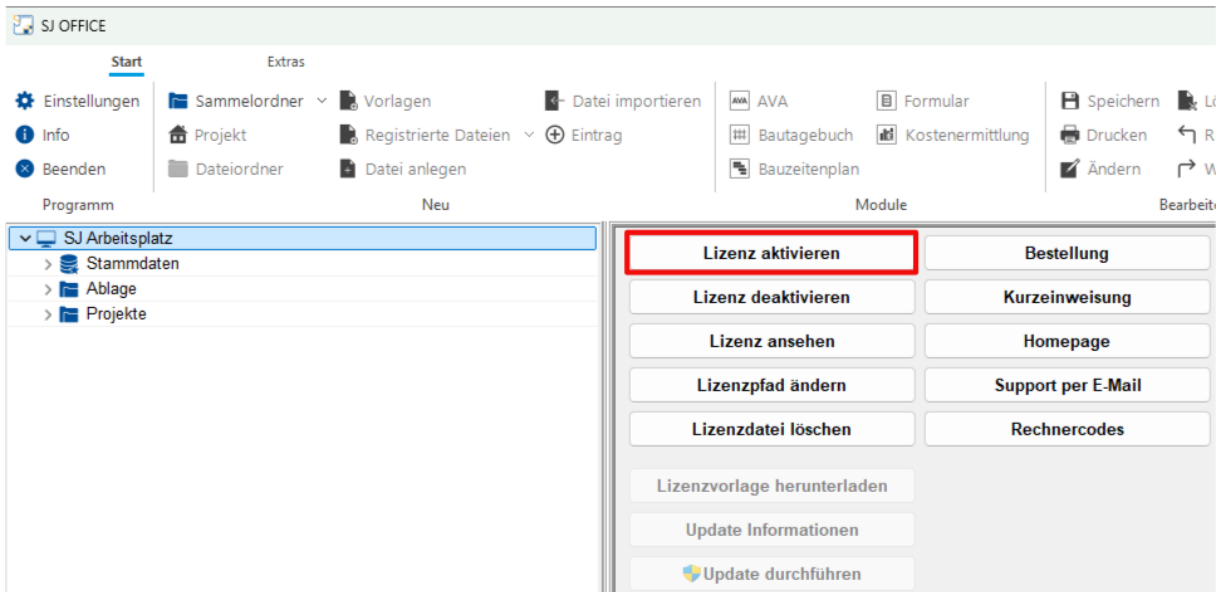 SJ OFFICE
Start Extras
Einstellungen Sammelordner Vorlagen Datei importieren AVA Formular Speichern
Info Projekt Registrierte Dateien Eintrag Bautagebuch Kostenermittlung Drucken
Beenden Dateiordner Datei anlegen Bauzeitenplan Ändern
Programm Neu Module
SJ Arbeitsplatz
Stammdaten
Ablage
Projekte
Lizenz aktivieren Bestellung
Lizenz deaktivieren Kurzeinweisung
Lizenz ansehen Homepage
Lizenzpfad ändern Support per E-Mail
Lizenzdatei löschen Rechnercodes
Lizenzvorlage herunterladen
Update Informationen
Update durchführen